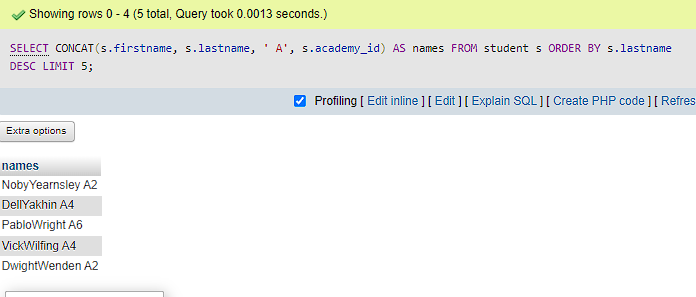 Showing rows 0 - 4 (5 total, Query took 0.0013 seconds.)
SELECT CONCAT(s.firstname, s.lastname, ' A', s.academy_id) AS names FROM student s ORDER BY s.lastname
DESC LIMIT 5;
Profiling [ Edit inline ] [ Edit ] [ Explain SQL ] [ Create PHP code ] [ Refres
Extra options
names
NobyYearnsley A2
DellYakhin A4
PabloWright A6
VickWilfing A4
DwightWenden A2